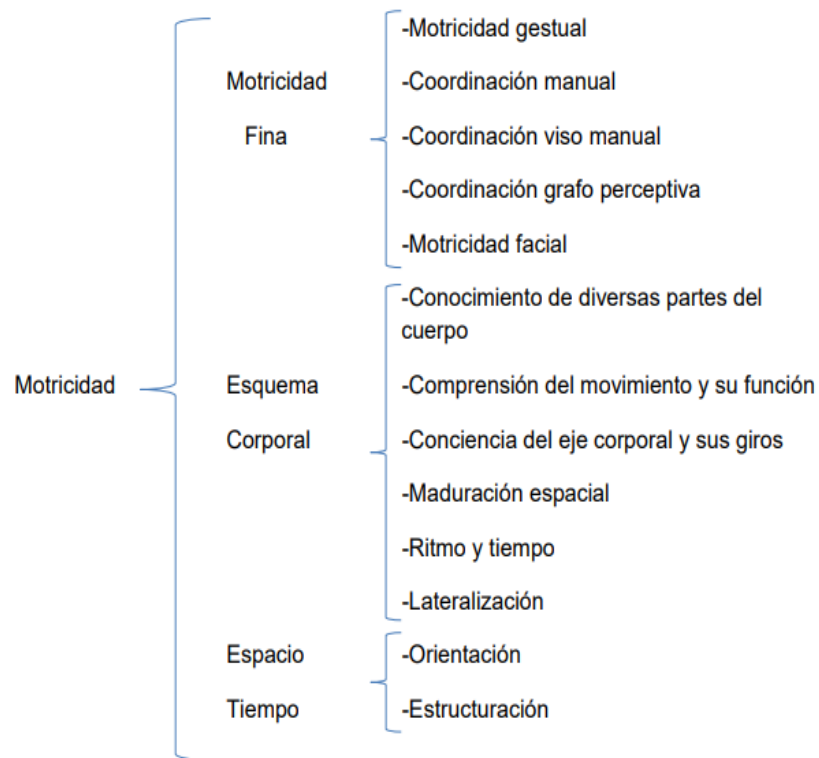 -Motricidad gestual
Motricidad
-Coordinación manual
Fina
-Coordinación viso manual
-Coordinación grafo perceptiva
-Motricidad facial
-Conocimiento de diversas partes del
cuerpo
Motricidad
Esquema
-Comprensión del movimiento y su función
Corporal
-Conciencia del eje corporal y sus giros
-Maduración espacial
-Ritmo y tiempo
-Lateralización
Espacio
-Orientación
Tiempo
-Estructuración